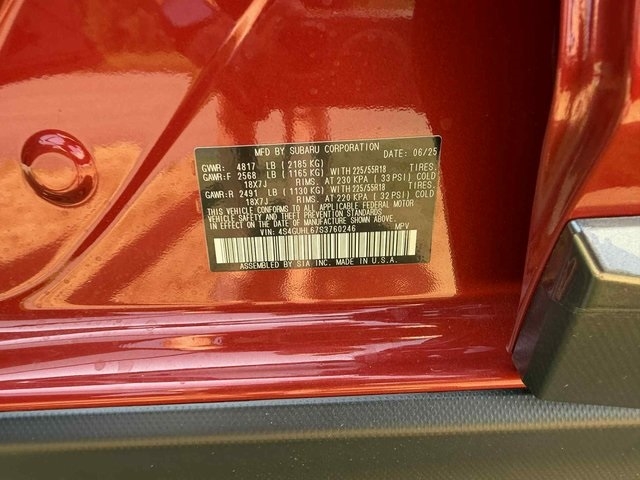 MFD BY SUBARU CORPORATION DATE: 06/25
GVWR: 4817 LB ( 2185 KG)
GAWR:F 2568 LB ( 1165 KG) WITH 225/55R18 TIRES,
18X7J RIMS, AT 230 KPA ( 33 PSI) COLD
GAWR:R 2491 LB ( 1130 KG) WITH 225/55R18 TIRES,
18X7J RIMS, AT 220 KPA ( 32 PSI) COLD
THIS VEHICLE CONFORMS TO ALL APPLICABLE FEDERAL MOTOR
VEHICLE SAFETY AND THEFT PREVENTION STANDARDS
IN EFFECT ON THE DATE OF MANUFACTURE SHOWN ABOVE.
VIN: 4S4GUHL67S3760246 MPV
ASSEMBLED BY SIA INC. IN U.S.A.